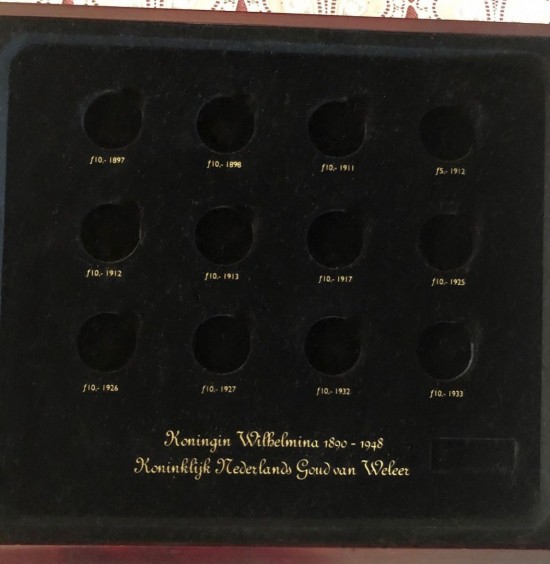 f10,- 1897 f10,- 1898 f10,- 1911 f5,- 1912
f10,- 1912 f10,- 1913 f10,- 1917 f10,- 1925
f10,- 1926 f10,- 1927 f10,- 1932 f10,- 1933
Koningin Wilhelmina 1890 - 1948
Koninklijk Nederlands Goud van Weleer